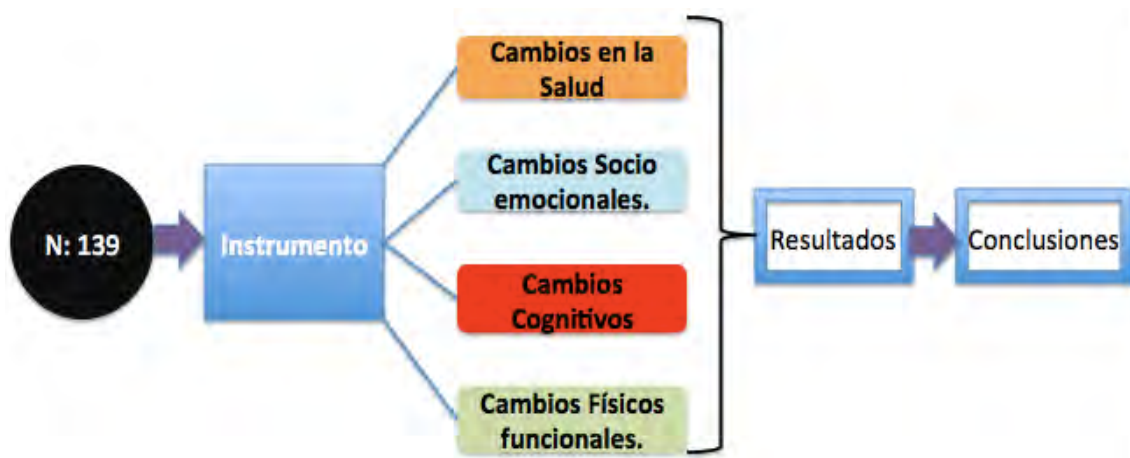 N: 139
Instrumento
Cambios en la
Salud
Cambios Socio
emocionales.
Cambios
Cognitivos
Cambios Físicos
funcionales.
Resultados
Conclusiones